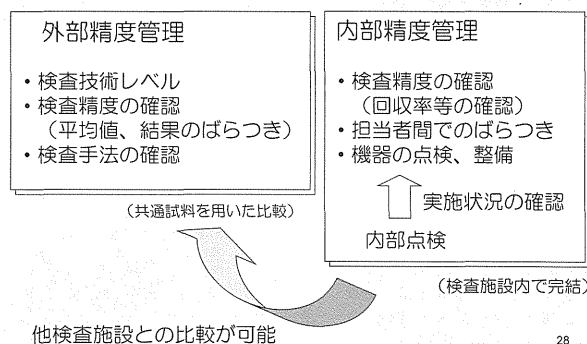 外部精度管理
・検査技術レベル
・検査精度の確認
（平均値、結果のばらつき）
・検査手法の確認
（共通試料を用いた比較）
内部精度管理
・検査精度の確認
（回収率等の確認）
・担当者間でのばらつき
・機器の点検、整備
実施状況の確認
内部点検
（検査施設内で完結）
他検査施設との比較が可能
28